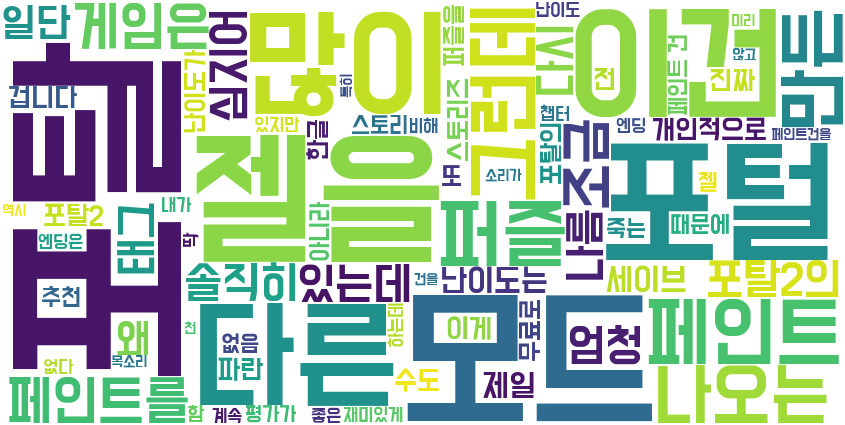 일단
게임은
심지어
많이
난이도
퍼즐을
그런데
이건
미리
않고
진짜
만든
전
페인트 건
겁니다
난이도가
특히
포탈
있지만
한글
스토리
비해
스토리즈
챕터
엔딩
개인적으로
페인트건을
포탈의
젤을
아니라
퍼즐
또
소리가
조금
나름
포털
젤
죽는
때문에
역시
포탈2
내가
엔딩은
태그
딱
솔직히
있는데
건을
난이도는
세이브
포탈2의
추천
왜
천
없음
파란
다른
하는데
모드
이게
무료로
엄청
페인트
없다
목소리
수도
제일
나오는
페인트를
함
계속
평가가
좋은
재미있게